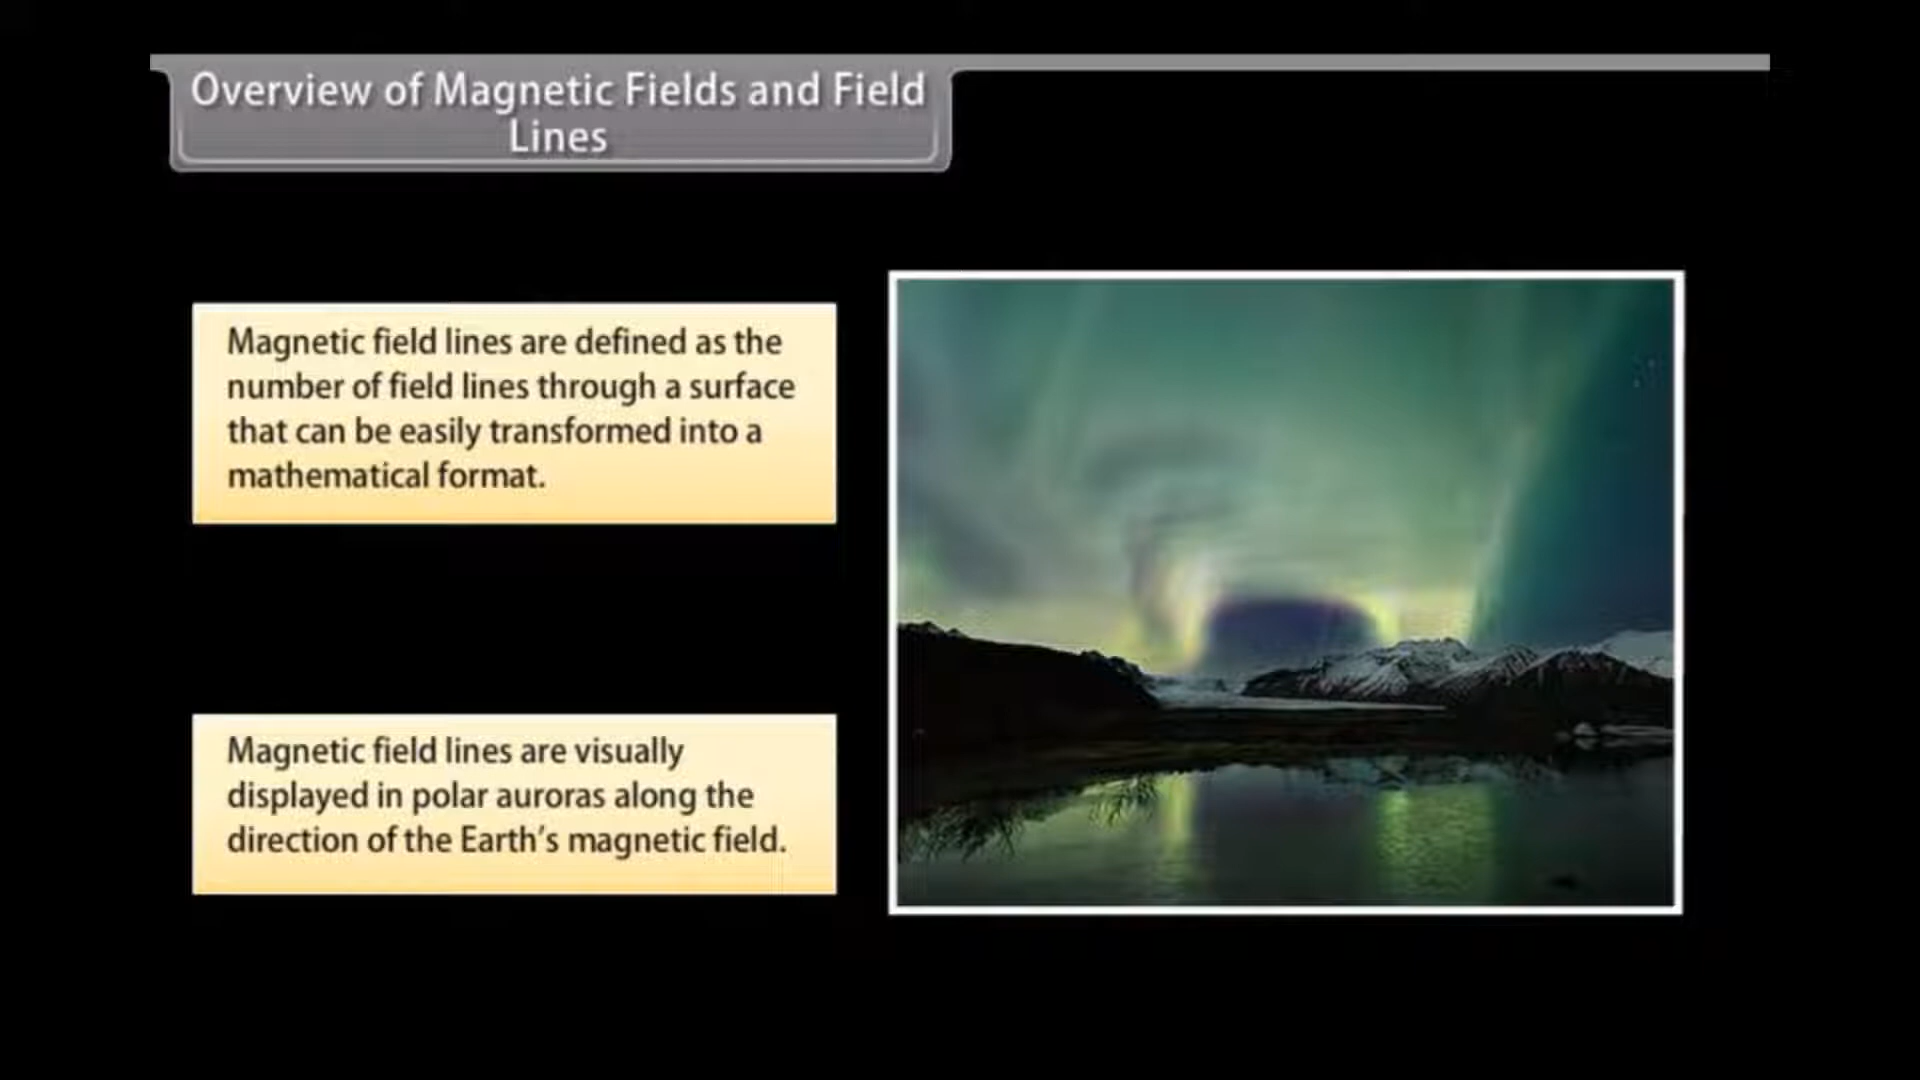 Overview of Magnetic Fields and Field
Lines
Magnetic field lines are defined as the
number of field lines through a surface
that can be easily transformed into a
mathematical format.
Magnetic field lines are visually
displayed in polar auroras along the
direction of the Earth's magnetic field.